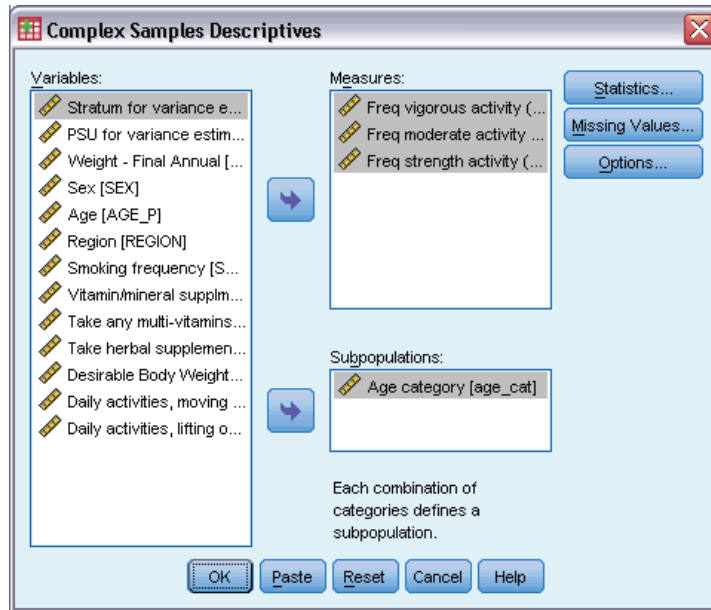 Complex Samples Descriptives
Variables:
Stratum for variance e...
PSU for variance estim...
Weight - Final Annual [...
Sex [SEX]
Age [AGE_P]
Region [REGION]
Smoking frequency [S...
Vitamin/mineral supplm...
Take any multi-vitamins...
Take herbal supplemen...
Desirable Body Weight...
Daily activities, moving ...
Daily activities, lifting o...
Measures:
Freq vigorous activity (...
Freq moderate activity ...
Freq strength activity (...
Subpopulations:
Age category [age_cat]
Each combination of
categories defines a
subpopulation.
Statistics...
Missing Values...
Options...
OK Paste Reset Cancel Help